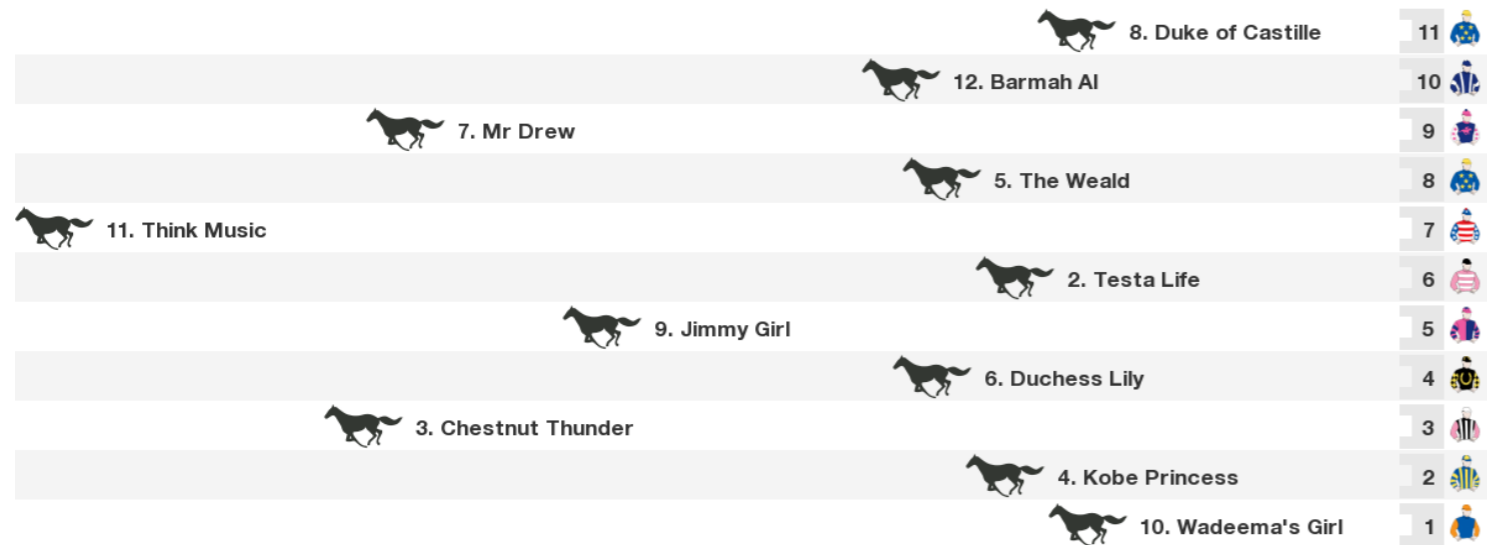 8. Duke of Castille 11
12. Barmah Al 10
7. Mr Drew 9
5. The Weald 8
11. Think Music 7
2. Testa Life 6
9. Jimmy Girl 5
6. Duchess Lily 4
3. Chestnut Thunder 3
4. Kobe Princess 2
10. Wadeema's Girl 1